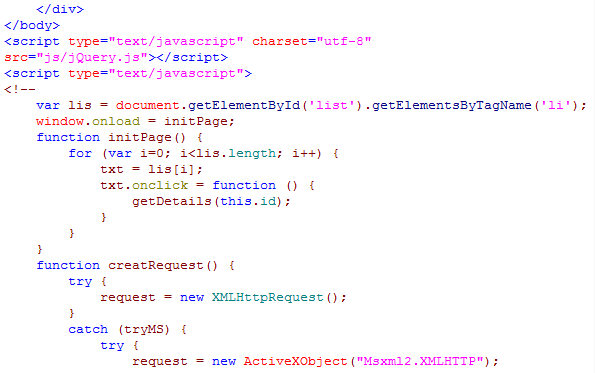 </div>
</body>
<script type="text/javascript" charset="utf-8"
src="js/jQuery.js"></script>
<script type="text/javascript">
<!--
    var lis = document.getElementById('list').getElementsByTagName('li');
    window.onload = initPage;
    function initPage() {
        for (var i=0; i<lis.length; i++) {
            txt = lis[i];
            txt.onclick = function () {
                getDetails(this.id);
            }
        }
    }
    function creatRequest() {
        try {
            request = new XMLHttpRequest();
        }
        catch (tryMS) {
            try {
                request = new ActiveXObject("Msxml2.XMLHTTP");